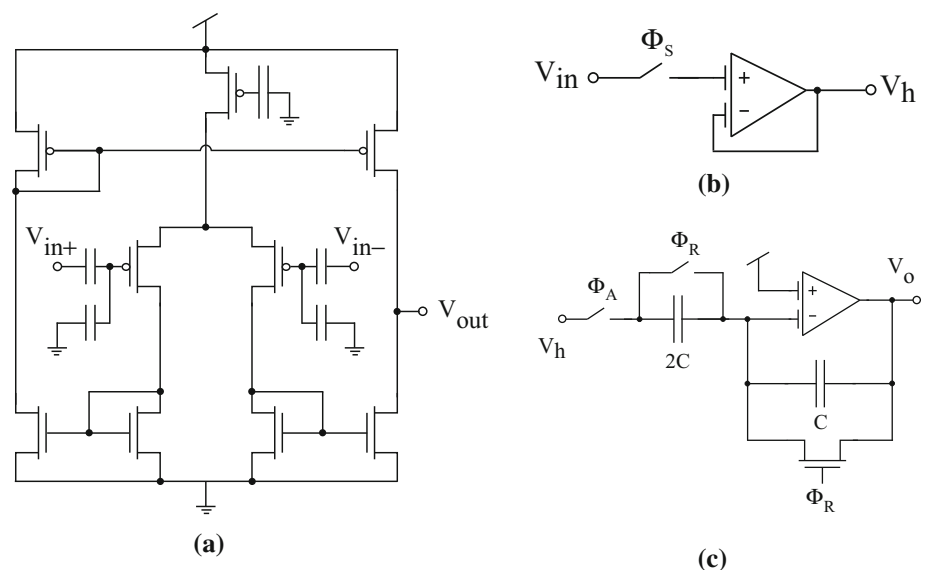 V_in+
V_in−
V_out
(a)
Φ_S
V_in
+
−
V_h
(b)
Φ_R
Φ_A
V_h
2C
+
−
V_o
C
Φ_R
(c)